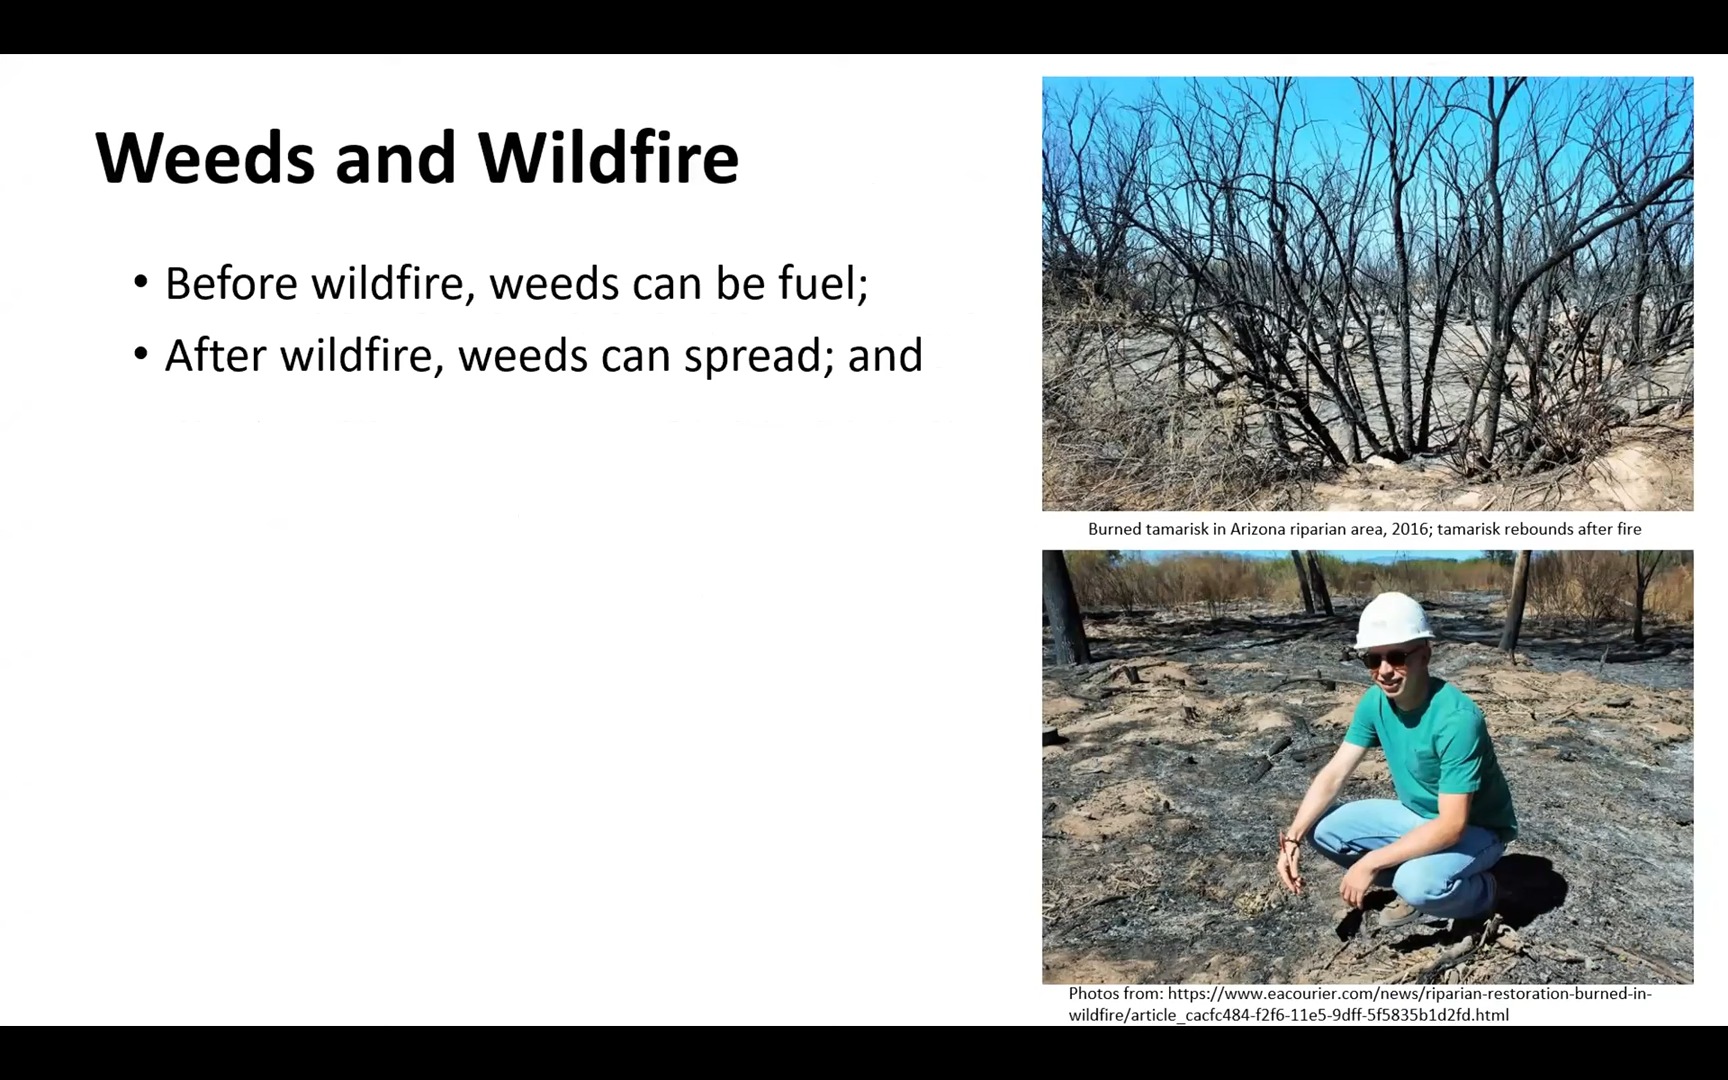 Weeds and Wildfire
• Before wildfire, weeds can be fuel;
• After wildfire, weeds can spread; and
Burned tamarisk in Arizona riparian area, 2016; tamarisk rebounds after fire
Photos from: https://www.eacourier.com/news/riparian-restoration-burned-in-
wildfire/article_cacfc484-f2f6-11e5-9dff-5f5835b1d2fd.html